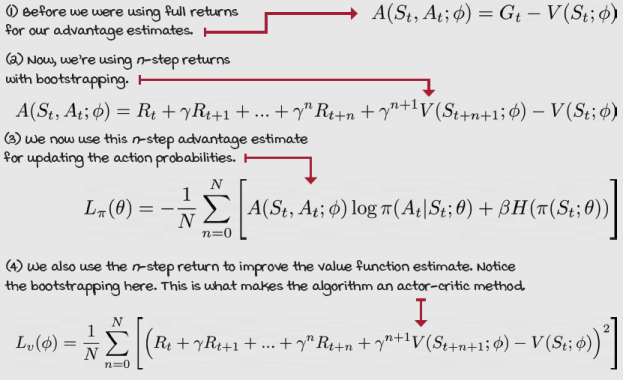 (1) Before we were using full returns
for our advantage estimates.
A(S_t, A_t; φ) = G_t − V(S_t; φ)
(2) Now, we're using n-step returns
with bootstrapping.
A(S_t, A_t; φ) = R_t + γR_{t+1} + ... + γ^n R_{t+n} + γ^{n+1}V(S_{t+n+1}; φ) − V(S_t; φ)
(3) We now use this n-step advantage estimate
for updating the action probabilities.
L_π(θ) = −\frac{1}{N} \sum_{n=0}^{N} [A(S_t, A_t; φ) log π(A_t|S_t; θ) + βH(π(S_t; θ))]
(4) We also use the n-step return to improve the value function estimate. Notice
the bootstrapping here. This is what makes the algorithm an actor-critic method.
L_v(φ) = \frac{1}{N} \sum_{n=0}^{N} [(R_t + γR_{t+1} + ... + γ^n R_{t+n} + γ^{n+1}V(S_{t+n+1}; φ) − V(S_t; φ))^2]